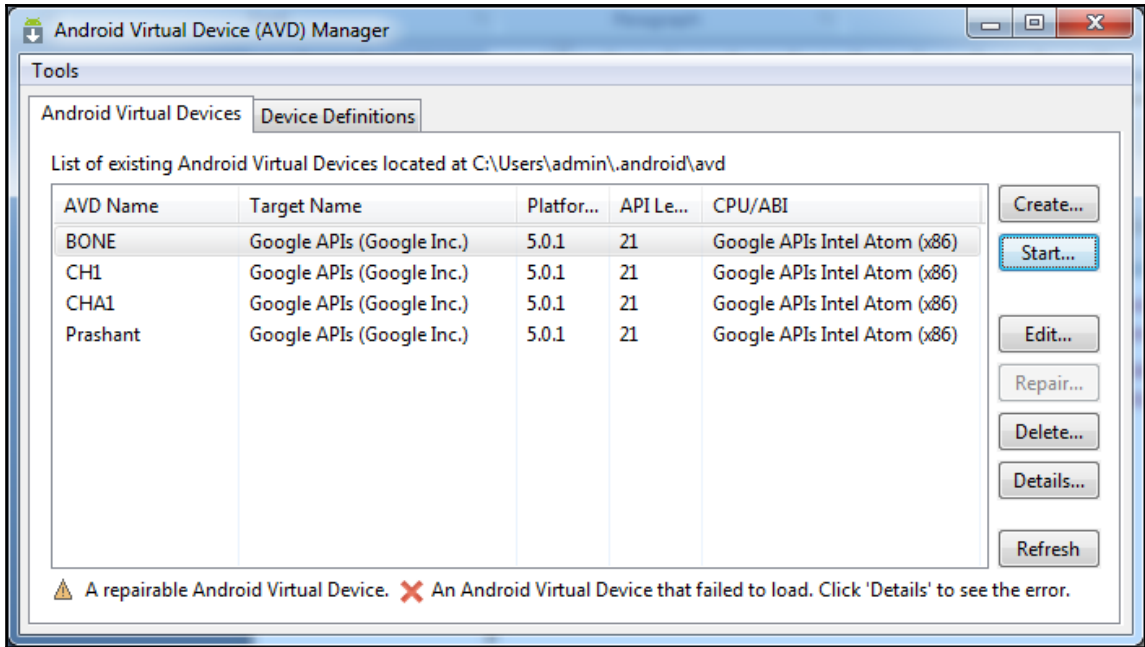 Android Virtual Device (AVD) Manager
Tools
Android Virtual Devices
Device Definitions
List of existing Android Virtual Devices located at C:\Users\admin\.android\avd
AVD Name Target Name Platfor... API Le... CPU/ABI
BONE Google APIs (Google Inc.) 5.0.1 21 Google APIs Intel Atom (x86)
CH1 Google APIs (Google Inc.) 5.0.1 21 Google APIs Intel Atom (x86)
CHA1 Google APIs (Google Inc.) 5.0.1 21 Google APIs Intel Atom (x86)
Prashant Google APIs (Google Inc.) 5.0.1 21 Google APIs Intel Atom (x86)
Create...
Start...
Edit...
Repair...
Delete...
Details...
Refresh
A repairable Android Virtual Device. An Android Virtual Device that failed to load. Click 'Details' to see the error.